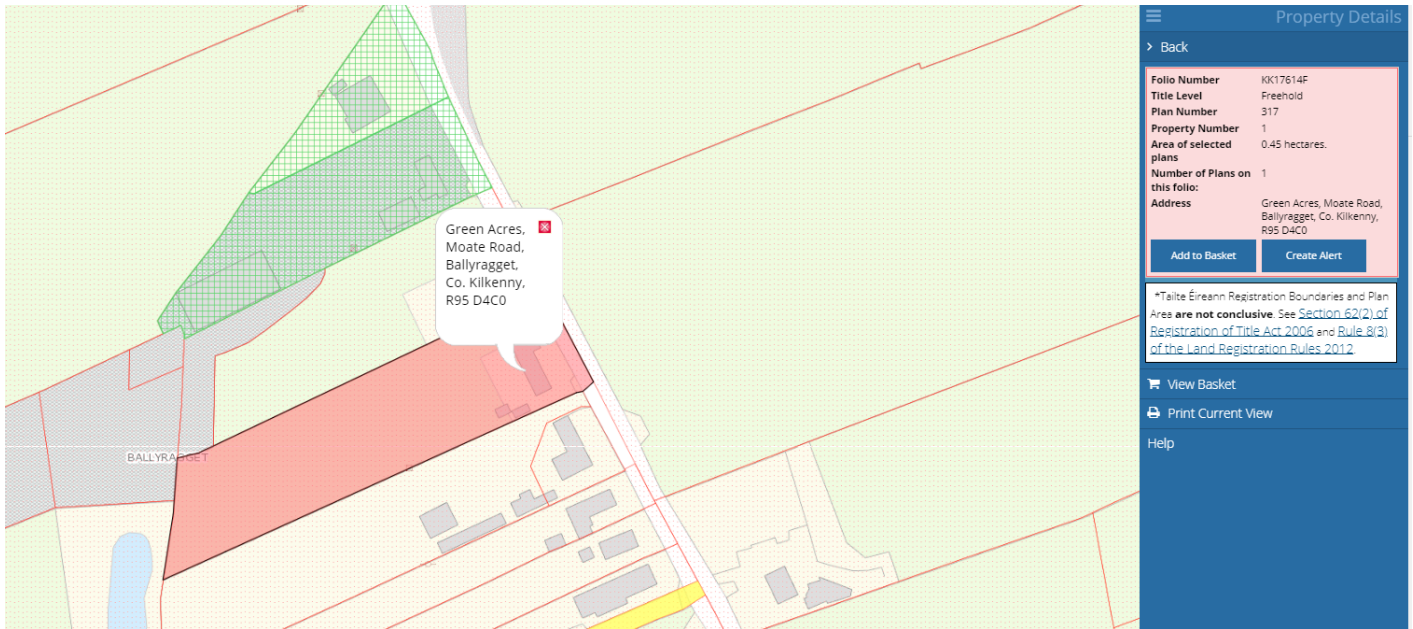 Green Acres,
Moate Road,
Ballyragget,
Co. Kilkenny,
R95 D4C0
BALLYRAGGET
Property Details
Back
Folio Number KK17614F
Title Level Freehold
Plan Number 317
Property Number 1
Area of selected plans 0.45 hectares.
Number of Plans on this folio: 1
Address Green Acres, Moate Road,
Ballyragget, Co. Kilkenny,
R95 D4C0
Add to Basket Create Alert
*Tailte Éireann Registration Boundaries and Plan
Area are not conclusive. See Section 62(2) of
Registration of Title Act 2006 and Rule 8(3)
of the Land Registration Rules 2012.
View Basket
Print Current View
Help